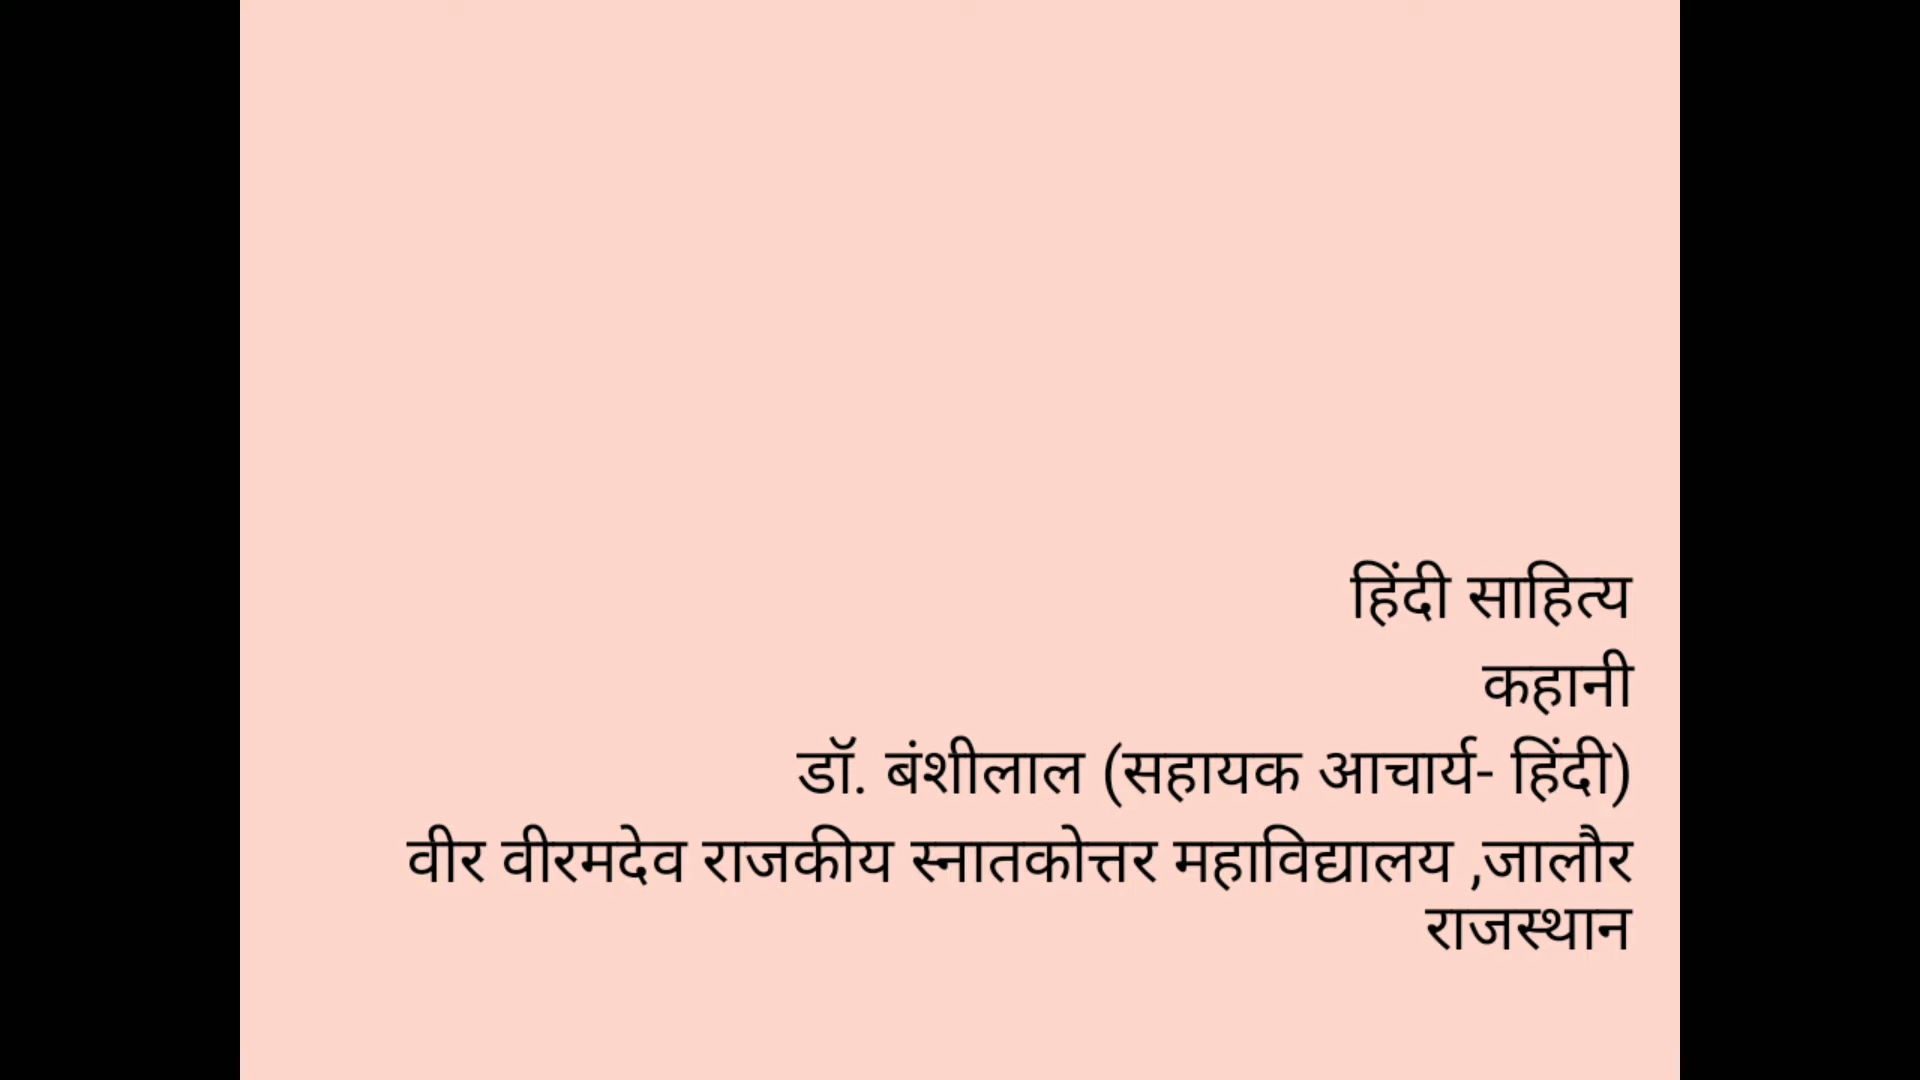 हिंदी साहित्य
कहानी
डॉ. बंशीलाल (सहायक आचार्य- हिंदी)
वीर वीरमदेव राजकीय स्नातकोत्तर महाविद्यालय ,जालौर
राजस्थान